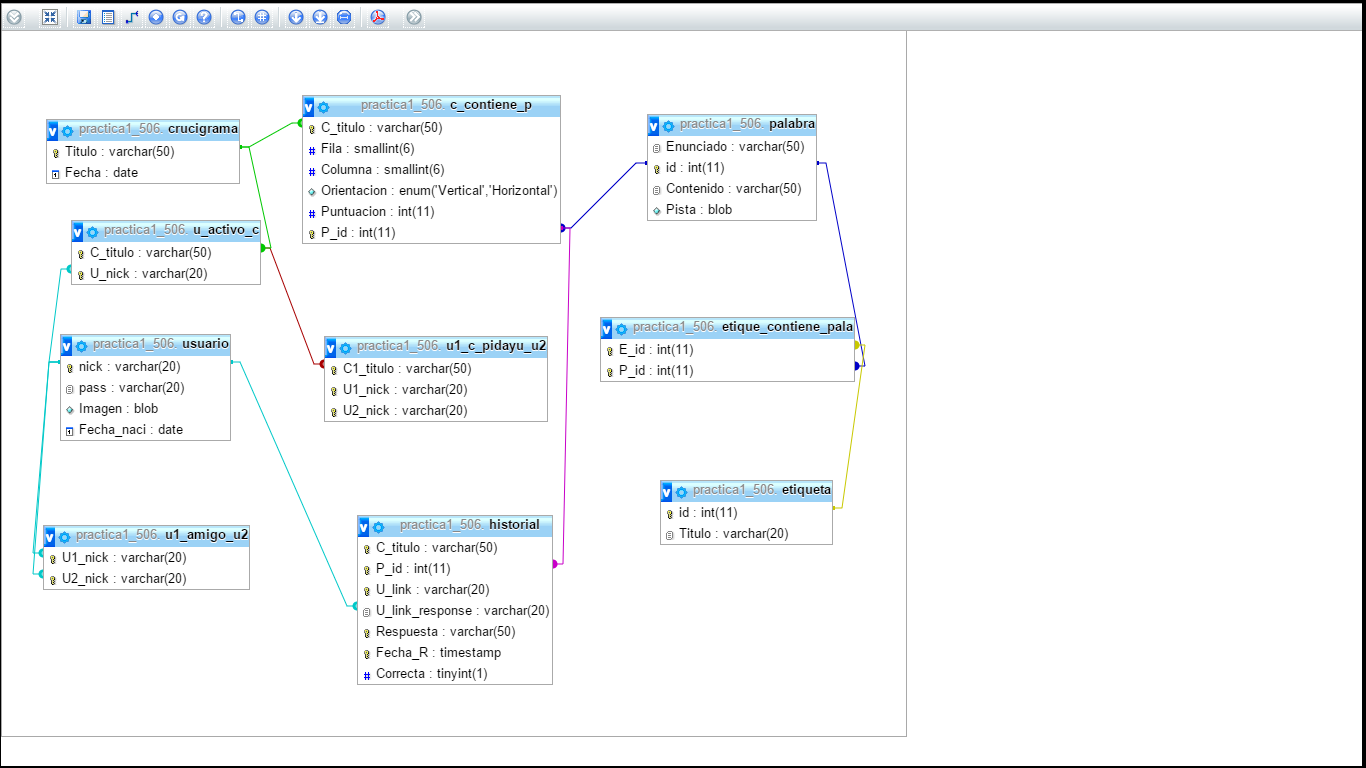 practica1_506. crucigrama
Titulo : varchar(50)
Fecha : date
practica1_506. c_contiene_p
C_titulo : varchar(50)
Fila : smallint(6)
Columna : smallint(6)
Orientacion : enum('Vertical','Horizontal')
Puntuacion : int(11)
P_id : int(11)
practica1_506. palabra
Enunciado : varchar(50)
id : int(11)
Contenido : varchar(50)
Pista : blob
practica1_506. u_activo_c
C_titulo : varchar(50)
U_nick : varchar(20)
practica1_506. usuario
nick : varchar(20)
pass : varchar(20)
Imagen : blob
Fecha_naci : date
practica1_506. u1_c_pidayu_u2
C1_titulo : varchar(50)
U1_nick : varchar(20)
U2_nick : varchar(20)
practica1_506. etique_contiene_pala
E_id : int(11)
P_id : int(11)
practica1_506. u1_amigo_u2
U1_nick : varchar(20)
U2_nick : varchar(20)
practica1_506. historial
C_titulo : varchar(50)
P_id : int(11)
U_link : varchar(20)
U_link_response : varchar(20)
Respuesta : varchar(50)
Fecha_R : timestamp
Correcta : tinyint(1)
practica1_506. etiqueta
id : int(11)
Titulo : varchar(20)